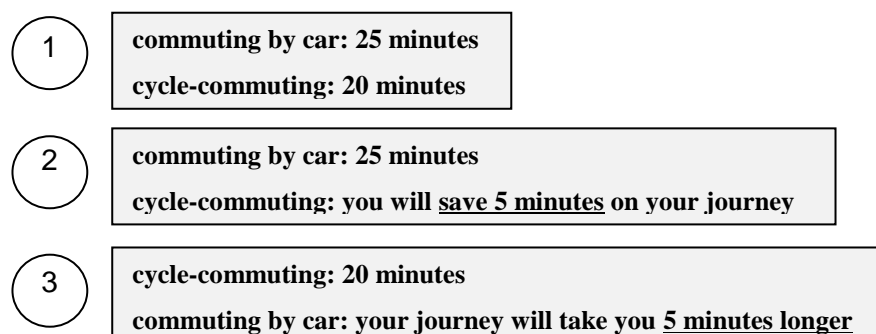 1
commuting by car: 25 minutes
cycle-commuting: 20 minutes
2
commuting by car: 25 minutes
cycle-commuting: you will save 5 minutes on your journey
3
cycle-commuting: 20 minutes
commuting by car: your journey will take you 5 minutes longer